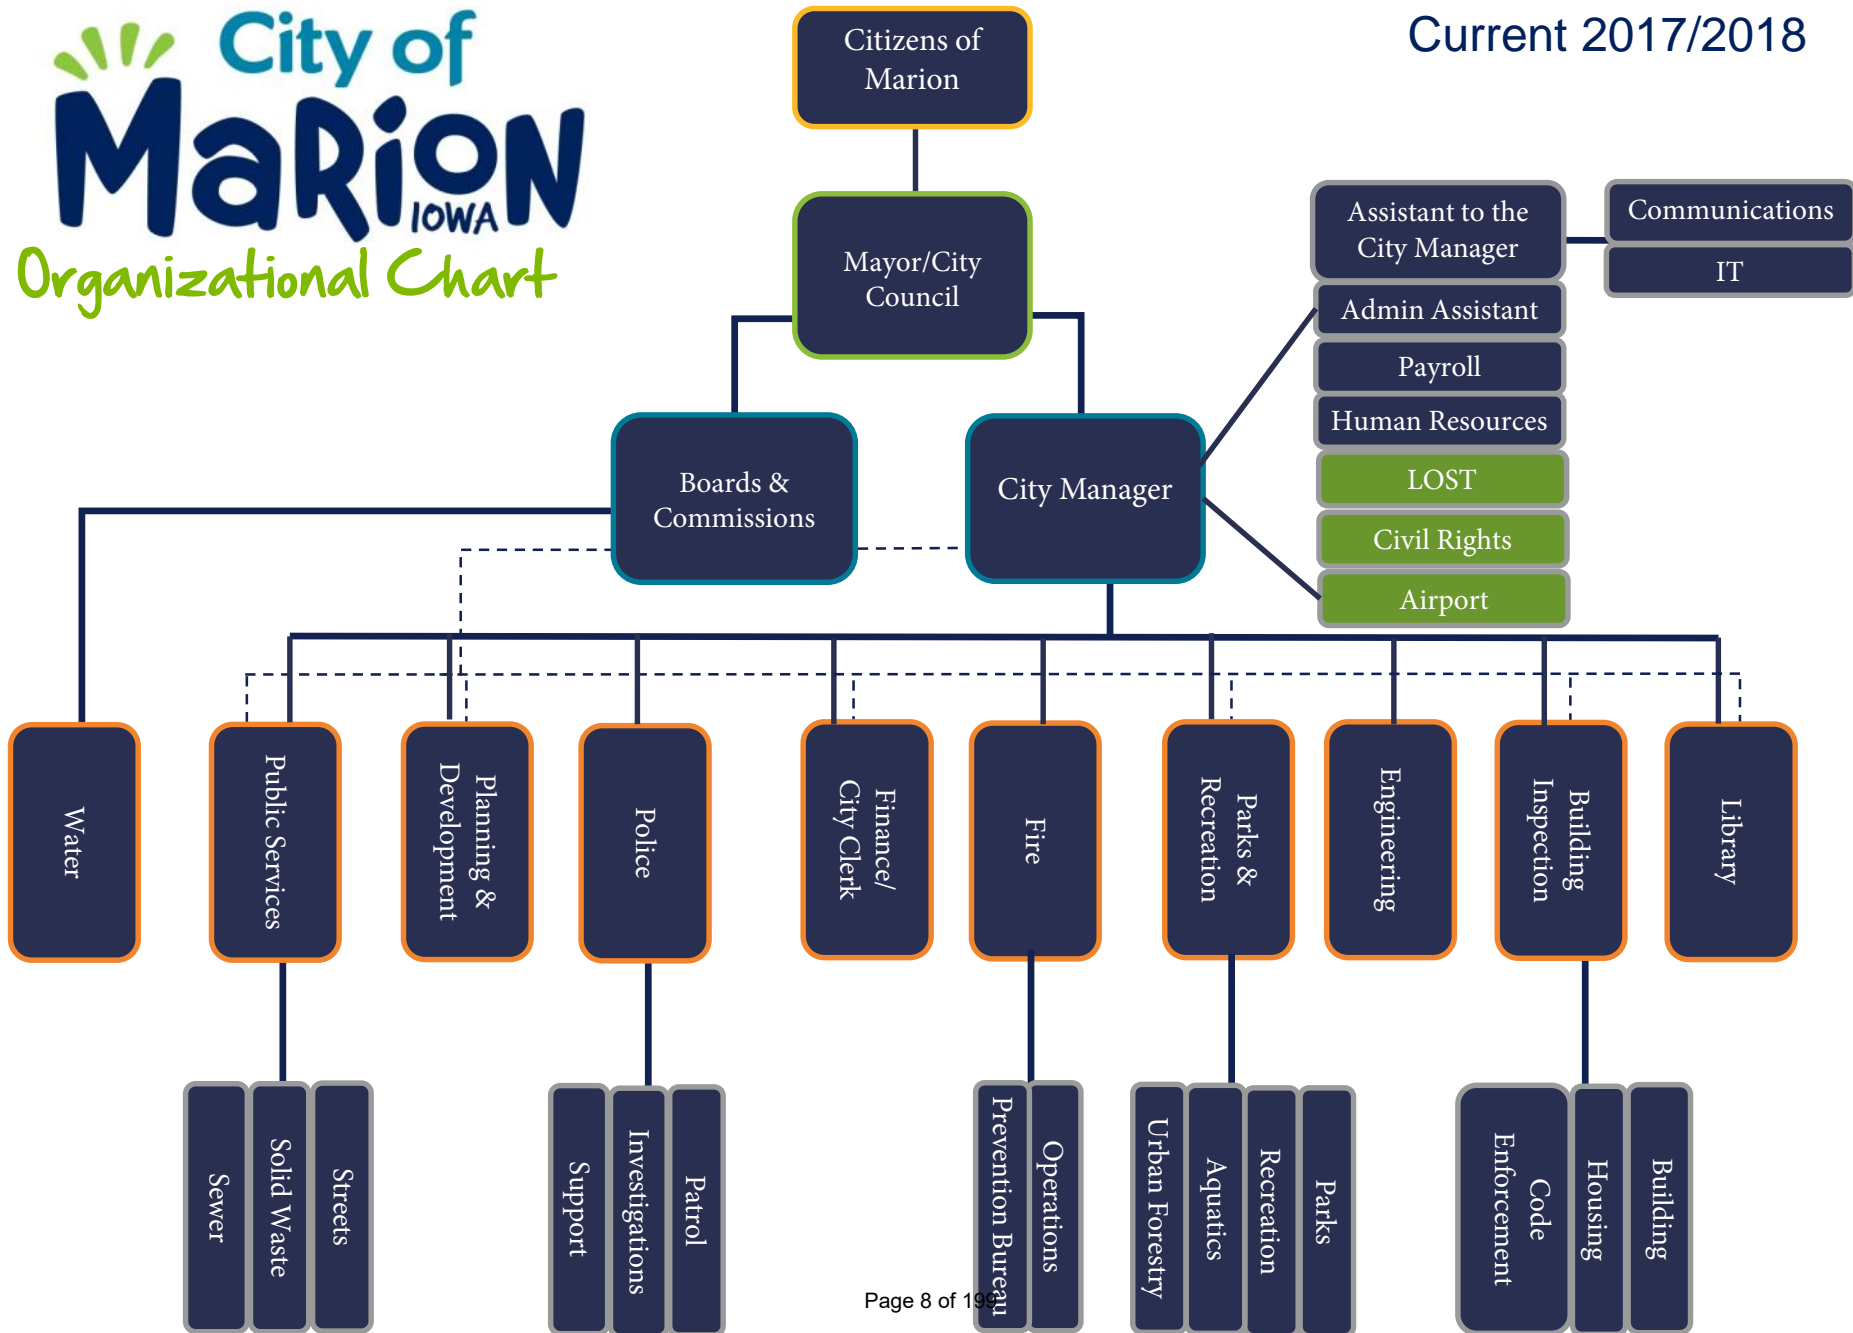 City of
MaRiON
IOWA
Organizational Chart
Current 2017/2018
Citizens of
Marion
Mayor/City
Council
Boards &
Commissions
City Manager
Assistant to the
City Manager
Communications
IT
Admin Assistant
Payroll
Human Resources
LOST
Civil Rights
Airport
Water
Public Services
Planning &
Development
Police
Finance/
City Clerk
Fire
Parks &
Recreation
Engineering
Building
Inspection
Library
Sewer
Solid Waste
Streets
Support
Investigations
Patrol
Prevention Bureau
Operations
Urban Forestry
Aquatics
Recreation
Parks
Code
Enforcement
Housing
Building
Page 8 of 199